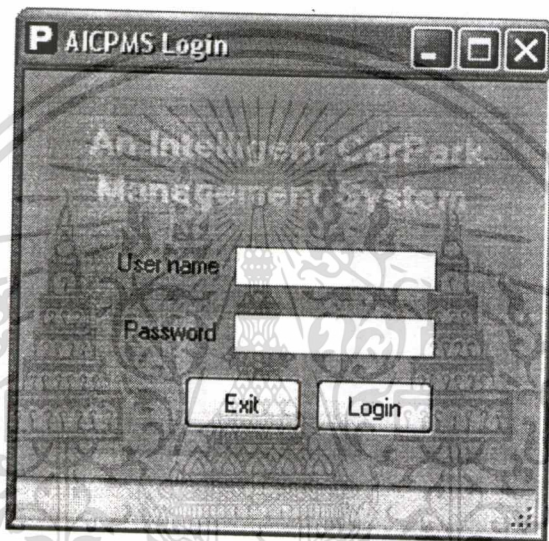 P AICPMS Login
An Intelligent CarPark
Management System
User name
Password
Exit Login